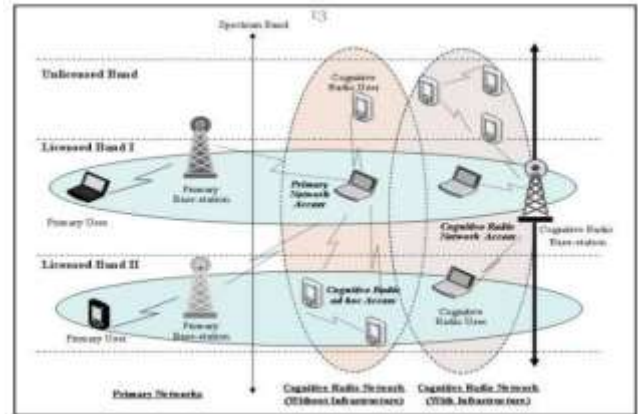 13
Spectrum Band
Unlicensed Band
Cognitive
Radio User
Licensed Band I
Primary
Base-station
Primary User
Primary
Network
Access
Cognitive Radio
Network Access
Cognitive Radio
Base-station
Licensed Band II
Cognitive Radio
ad hoc Access
Primary User
Primary
Base-station
Cognitive
Radio User
Primary Networks
Cognitive Radio Network
(Without Infrastructure)
Cognitive Radio Network
(With Infrastructure)